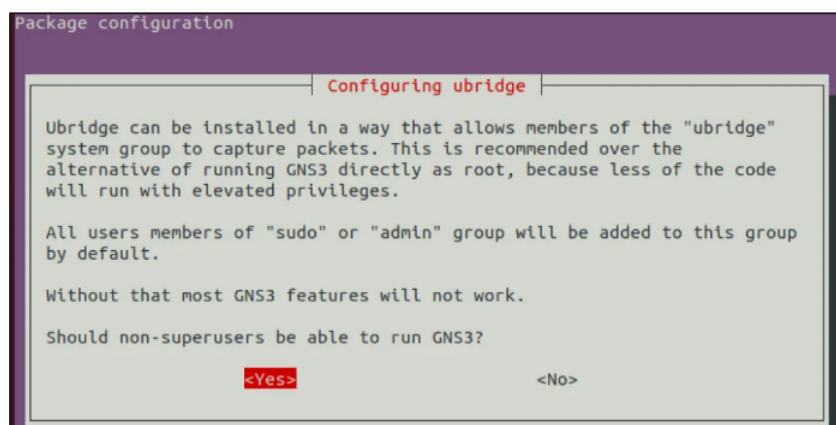 Package configuration
Configuring ubridge
Ubridge can be installed in a way that allows members of the "ubridge"
system group to capture packets. This is recommended over the
alternative of running GNS3 directly as root, because less of the code
will run with elevated privileges.
All users members of "sudo" or "admin" group will be added to this group
by default.
Without that most GNS3 features will not work.
Should non-superusers be able to run GNS3?
<Yes> <No>